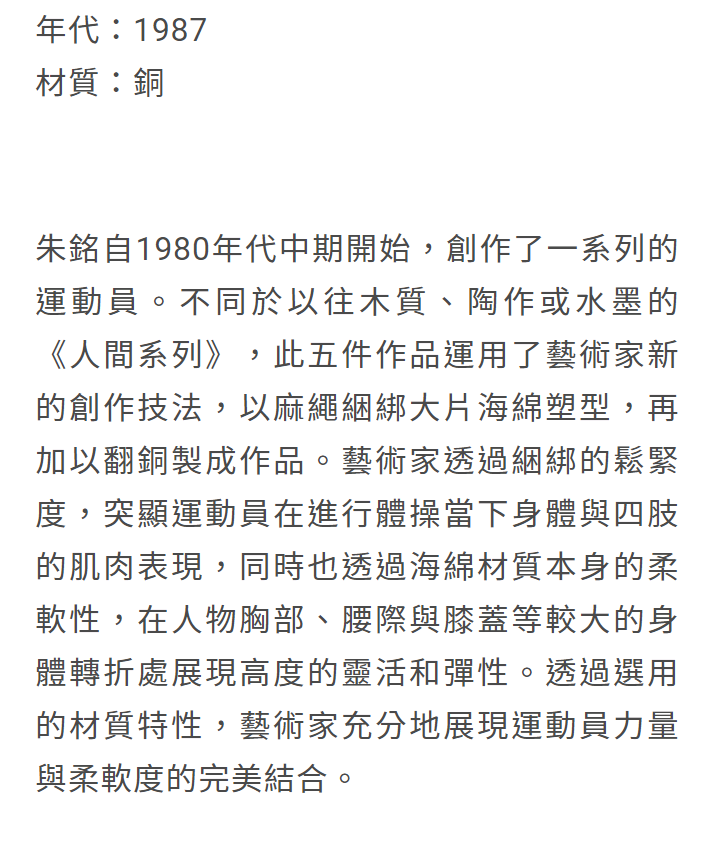 年代：1987
材質：銅
朱銘自1980年代中期開始，創作了一系列的
運動員。不同於以往木質、陶作或水墨的
《人間系列》，此五件作品運用了藝術家新
的創作技法，以麻繩綑綁大片海綿塑型，再
加以翻銅製成作品。藝術家透過綑綁的鬆緊
度，突顯運動員在進行體操當下身體與四肢
的肌肉表現，同時也透過海綿材質本身的柔
軟性，在人物胸部、腰際與膝蓋等較大的身
體轉折處展現高度的靈活和彈性。透過選用
的材質特性，藝術家充分地展現運動員力量
與柔軟度的完美結合。